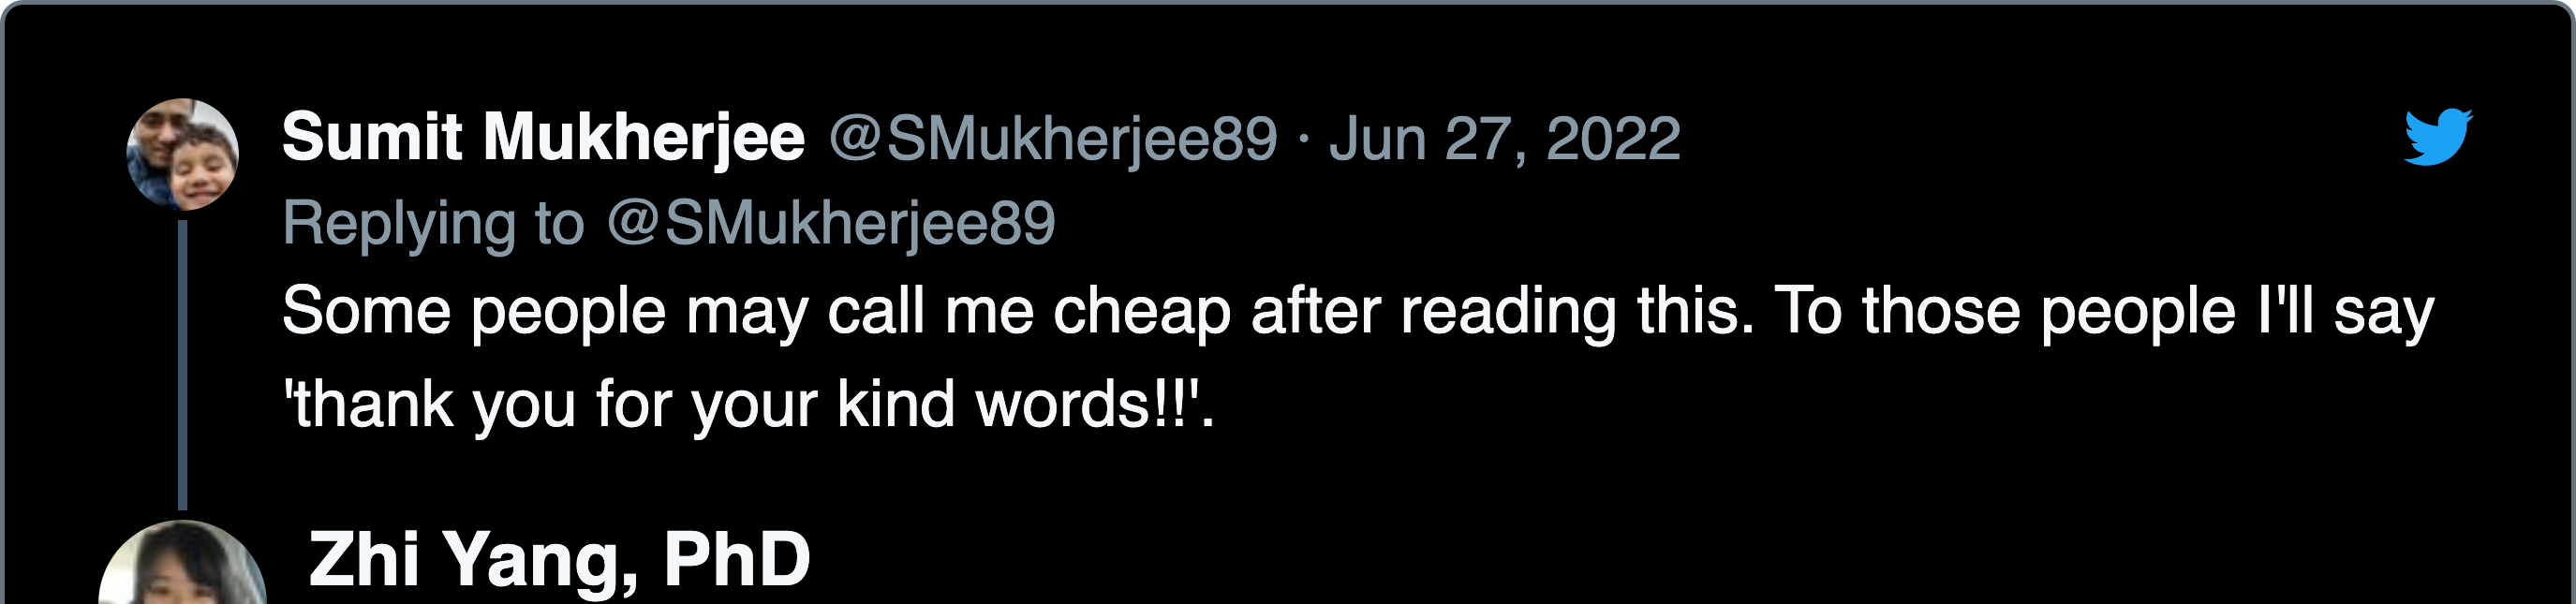 Sumit Mukherjee @SMukherjee89 · Jun 27, 2022
Replying to @SMukherjee89
Some people may call me cheap after reading this. To those people I'll say
'thank you for your kind words!!'.
Zhi Yang, PhD